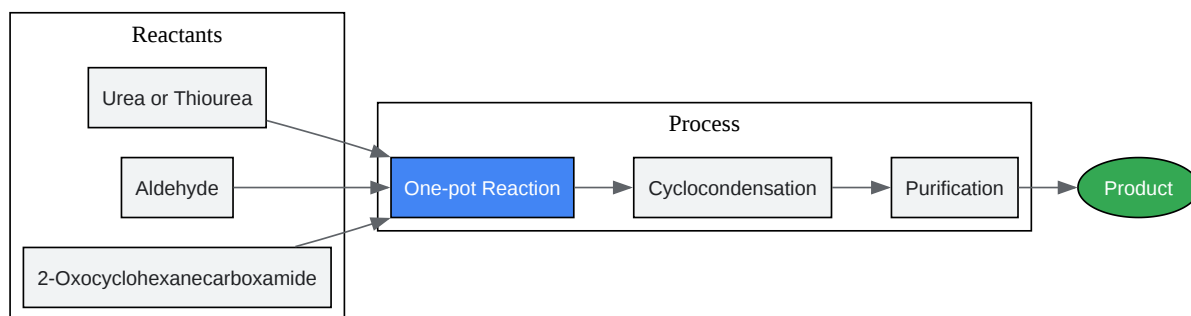 Reactants
Urea or Thiourea
Aldehyde
2-Oxocyclohexanecarboxamide
Process
One-pot Reaction
Cyclocondensation
Purification
Product